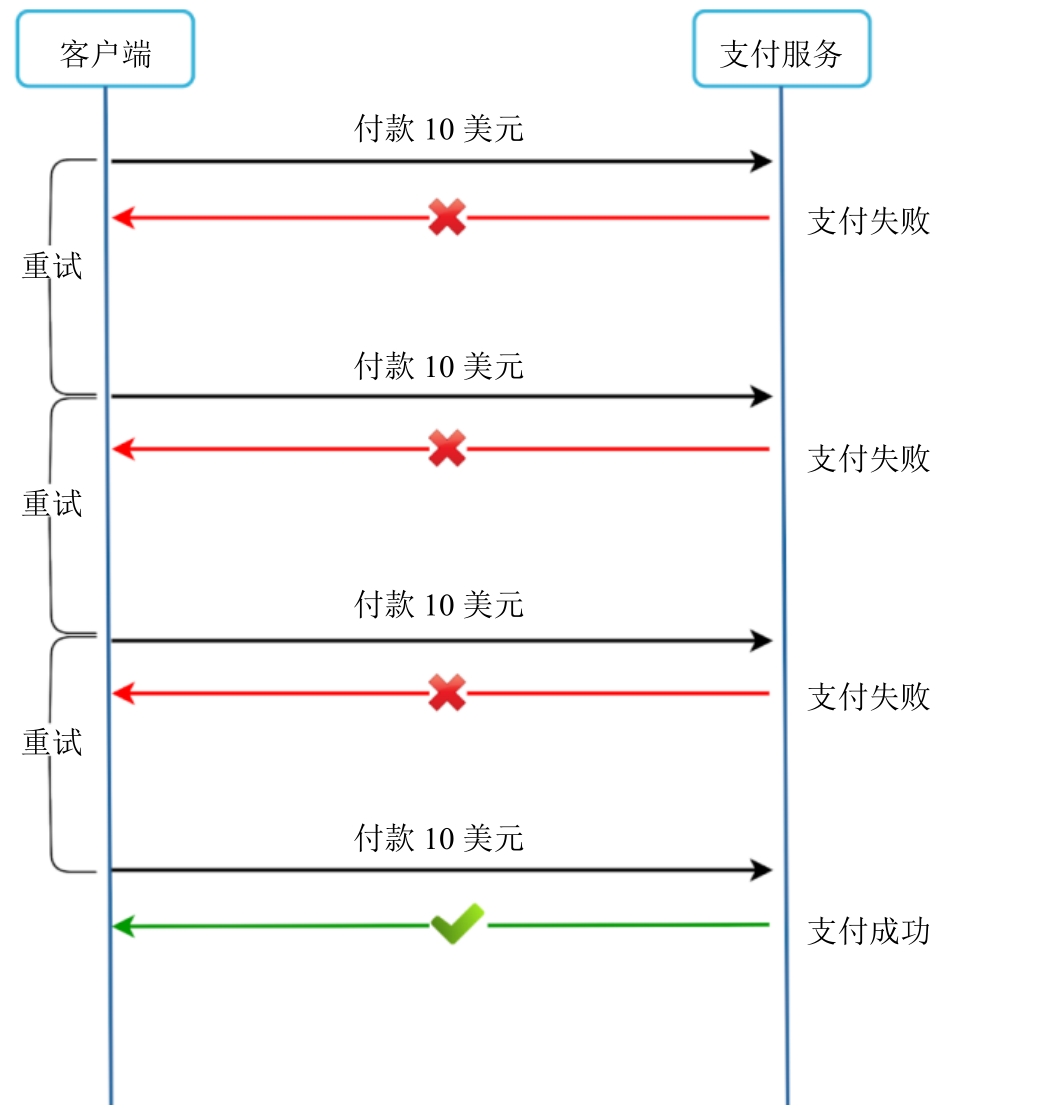 客户端
支付服务
付款 10 美元
支付失败
重试
付款 10 美元
支付失败
重试
付款 10 美元
支付失败
重试
付款 10 美元
支付成功